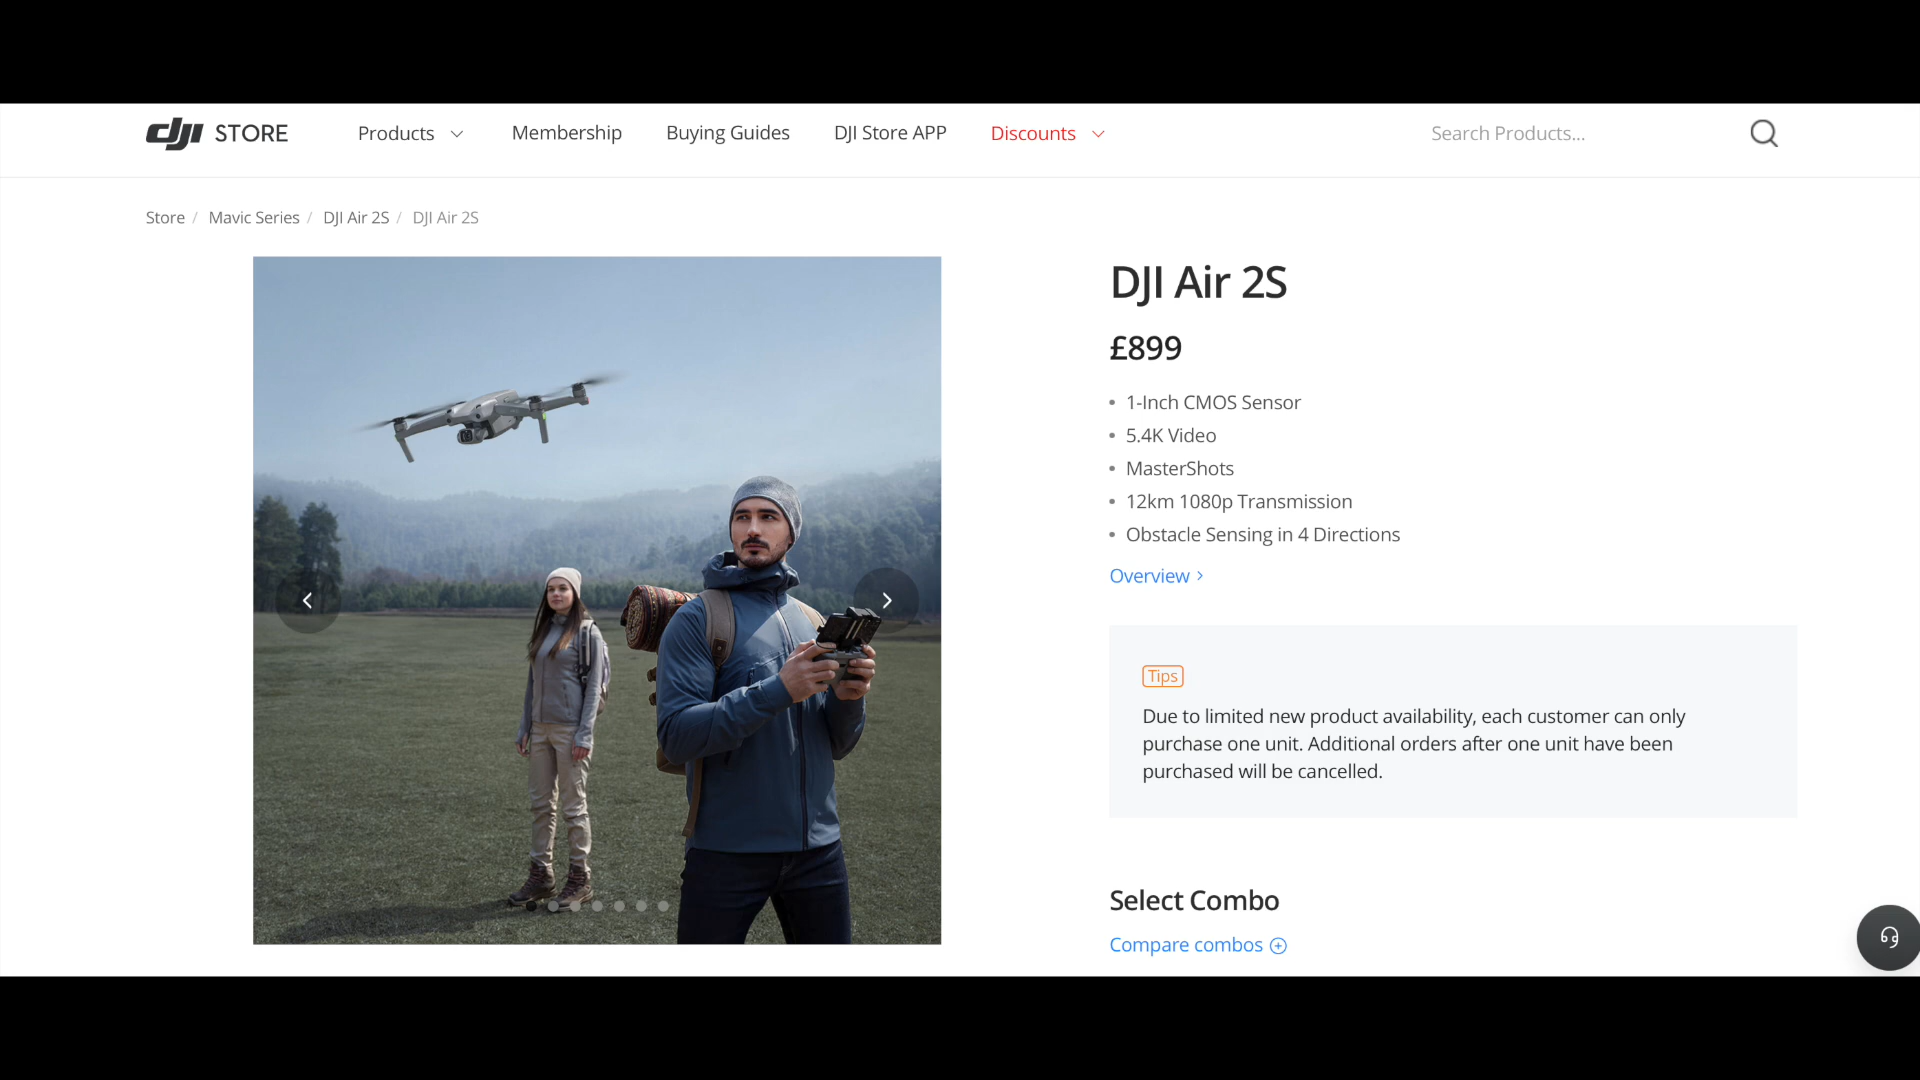 dji STORE
Products
Membership
Buying Guides
DJI Store APP
Discounts
Search Products...
Store / Mavic Series / DJI Air 2S / DJI Air 2S
DJI Air 2S
£899
• 1-Inch CMOS Sensor
• 5.4K Video
• MasterShots
• 12km 1080p Transmission
• Obstacle Sensing in 4 Directions
Overview >
Tips
Due to limited new product availability, each customer can only
purchase one unit. Additional orders after one unit have been
purchased will be cancelled.
Select Combo
Compare combos